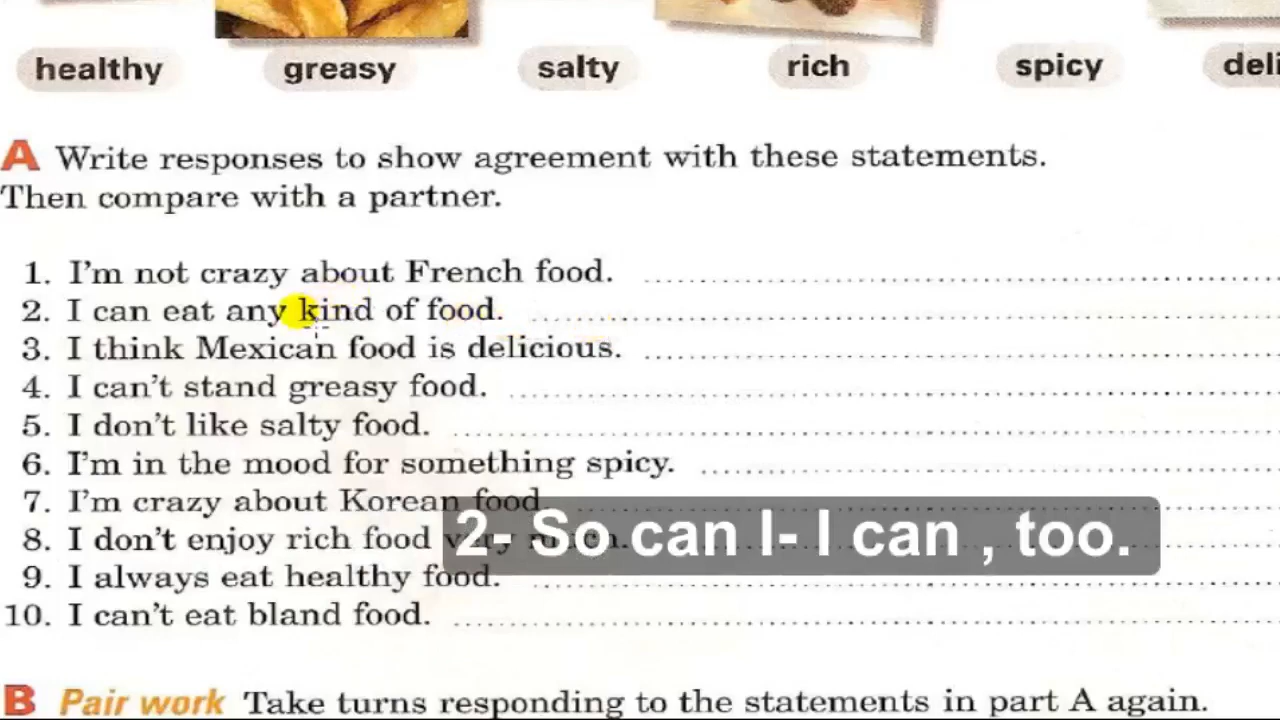 healthy greasy salty rich spicy
A Write responses to show agreement with these statements.
Then compare with a partner.
1. I'm not crazy about French food.
2. I can eat any kind of food.
3. I think Mexican food is delicious.
4. I can't stand greasy food.
5. I don't like salty food.
6. I'm in the mood for something spicy.
7. I'm crazy about Korean food.
8. I don't enjoy rich food very much.
2- So can I- I can , too.
9. I always eat healthy food.
10. I can't eat bland food.
B Pair work Take turns responding to the statements in part A again.